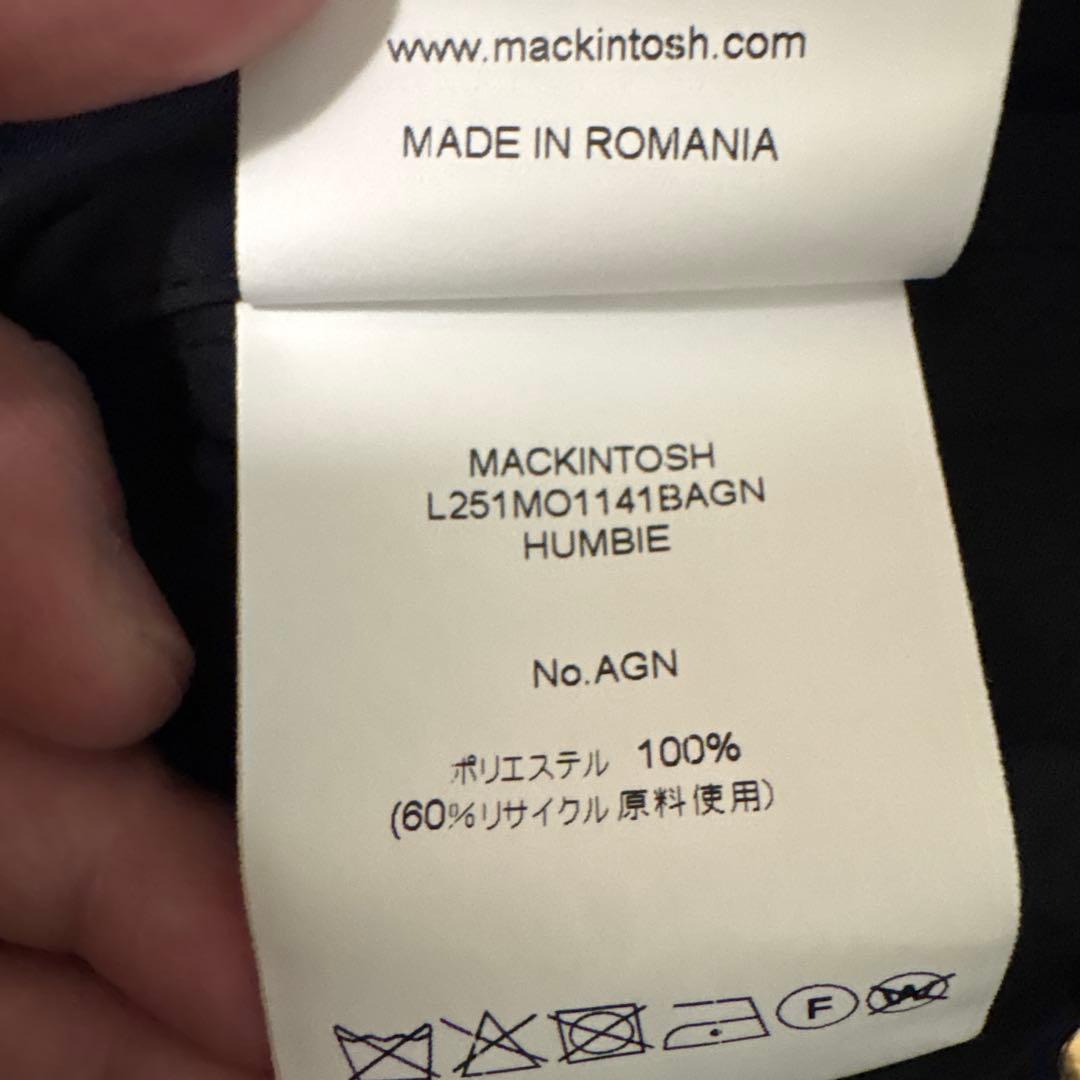 www.mackintosh.com
MADE IN ROMANIA
MACKINTOSH
L251MO1141BAGN
HUMBIE
No.AGN
ポリエステル 100%
(60%リサイクル原料使用)
F
W